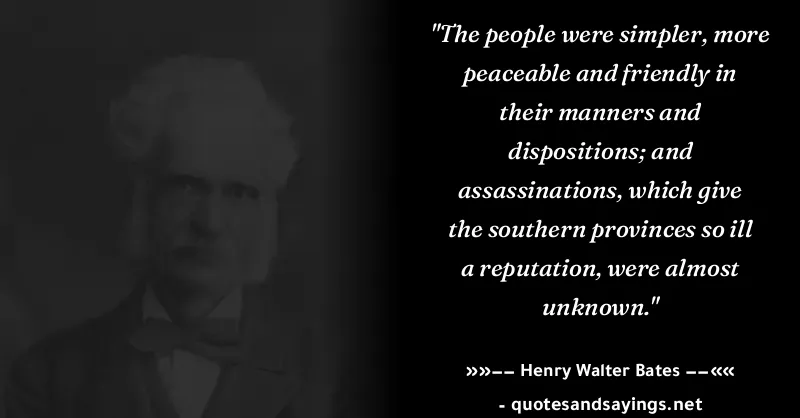 "The people were simpler, more
peaceable and friendly in
their manners and
dispositions; and
assassinations, which give
the southern provinces so ill
a reputation, were almost
unknown."
»»−− Henry Walter Bates −−««
- quotesandsayings.net